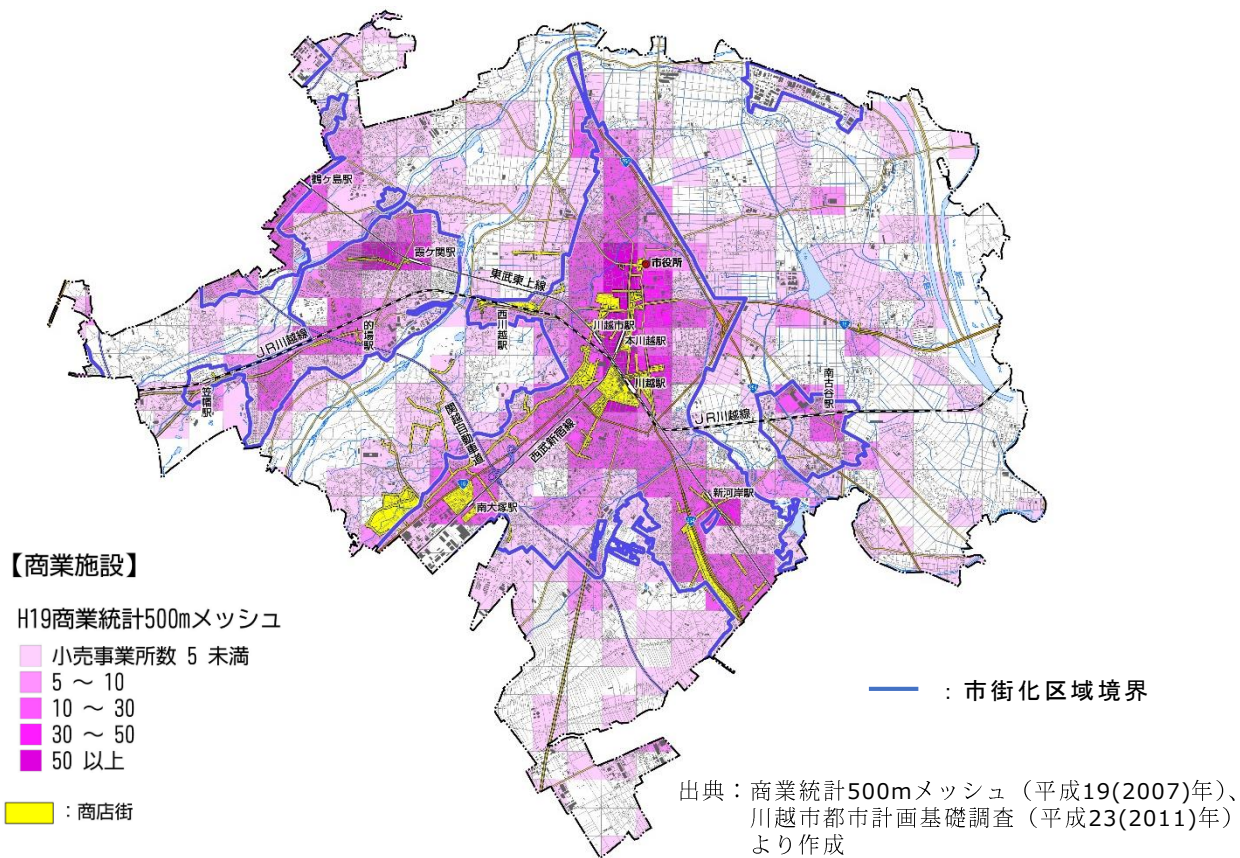 鶴ヶ島駅
霞ケ関駅
市役所
東武東上線
西川越駅
川越市駅
本川越駅
的場駅
JR川越線
川越駅
笠幡駅
南古谷駅
JR川越線
関越自動車道
西武新宿線
新河岸駅
南大塚駅
【商業施設】
H19商業統計500mメッシュ
小売事業所数 5 未満
5 ～ 10
10 ～ 30
30 ～ 50
50 以上
：商店街
：市街化区域境界
出典：商業統計500mメッシュ（平成19(2007)年）、
川越市都市計画基礎調査（平成23(2011)年）
より作成